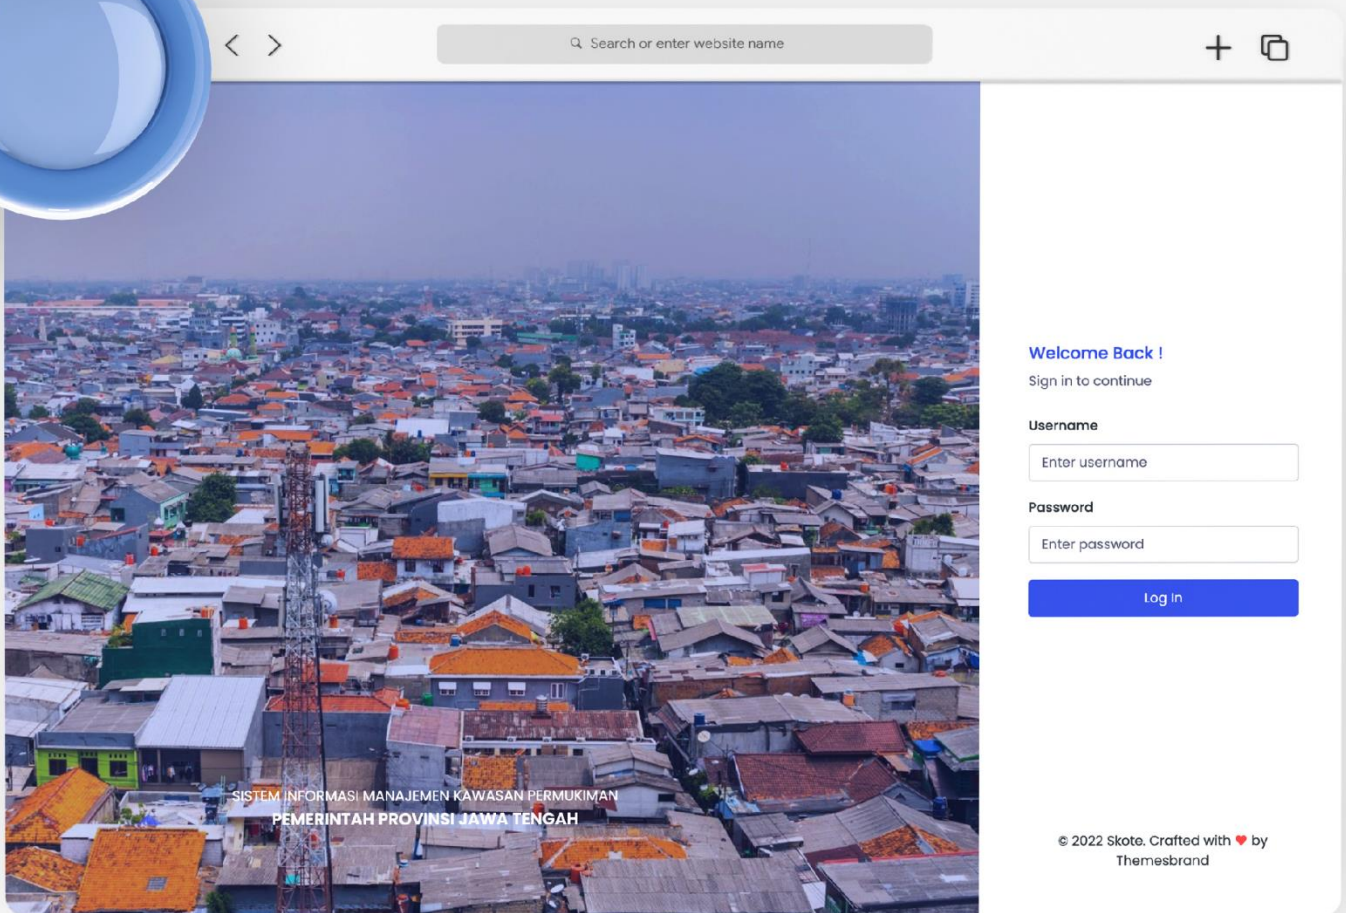 Search or enter website name
Welcome Back !
Sign in to continue
Username
Enter username
Password
Enter password
Log In
SISTEM INFORMASI MANAJEMEN KAWASAN PERMUKIMAN
PEMERINTAH PROVINSI JAWA TENGAH
© 2022 Skote. Crafted with ❤ by
Themesbrand